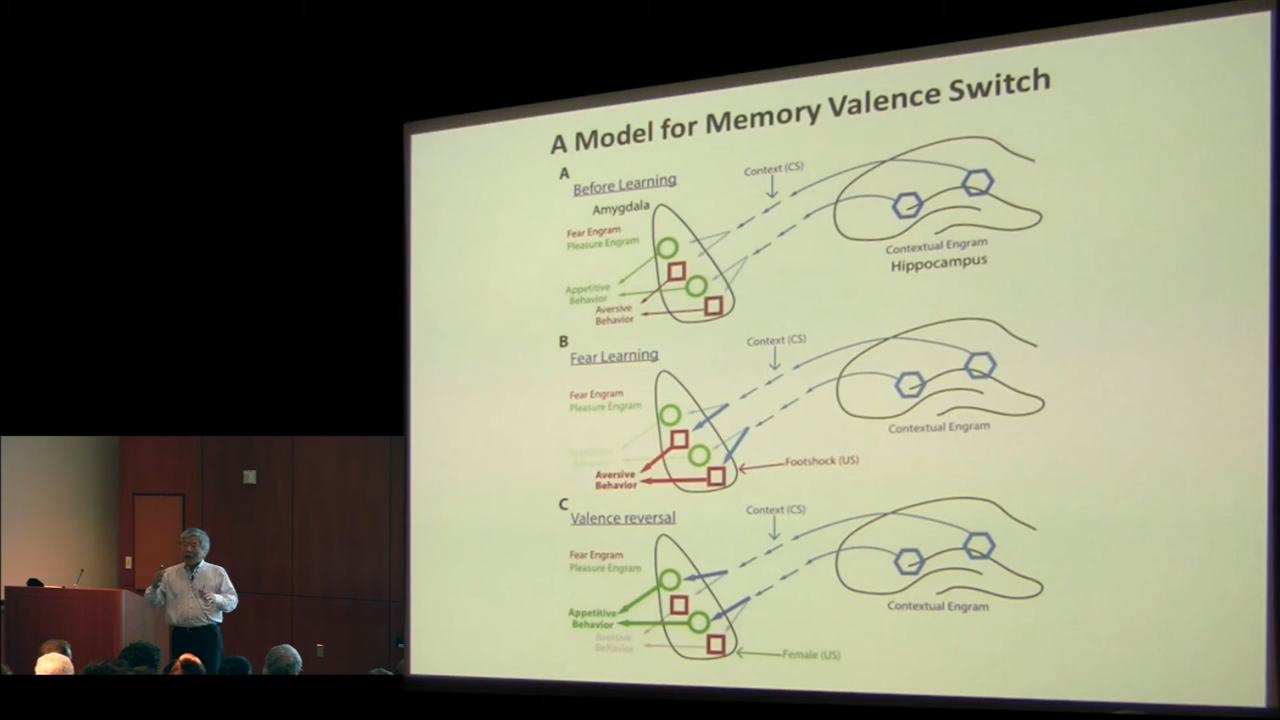 A Model for Memory Valence Switch
A
Before Learning
Context (CS)
Amygdala
Fear Engram
Pleasure Engram
Appetitive
Behavior
Aversive
Behavior
Contextual Engram
Hippocampus
B
Fear Learning
Context (CS)
Fear Engram
Pleasure Engram
Appetitive
Behavior
Aversive
Behavior
Footshock (US)
Contextual Engram
C
Valence reversal
Context (CS)
Fear Engram
Pleasure Engram
Appetitive
Behavior
Aversive
Behavior
Female (US)
Contextual Engram